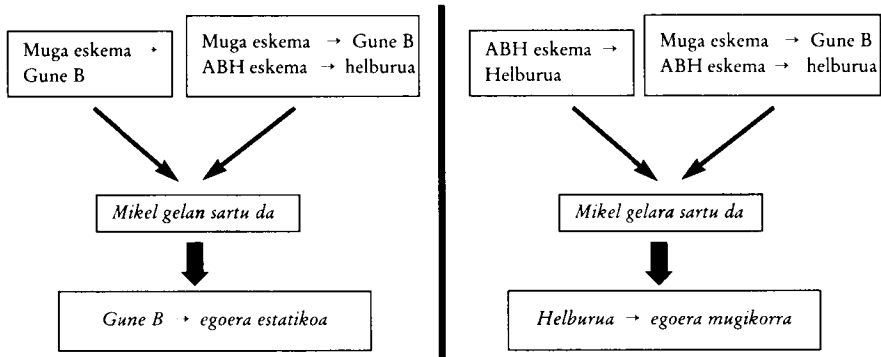 Muga eskema →
Gune B
Muga eskema → Gune B
ABH eskema → helburua
Mikel gelan sartu da
Gune B → egoera estatikoa
ABH eskema →
Helburua
Muga eskema → Gune B
ABH eskema → helburua
Mikel gelara sartu da
Helburua → egoera mugikorra